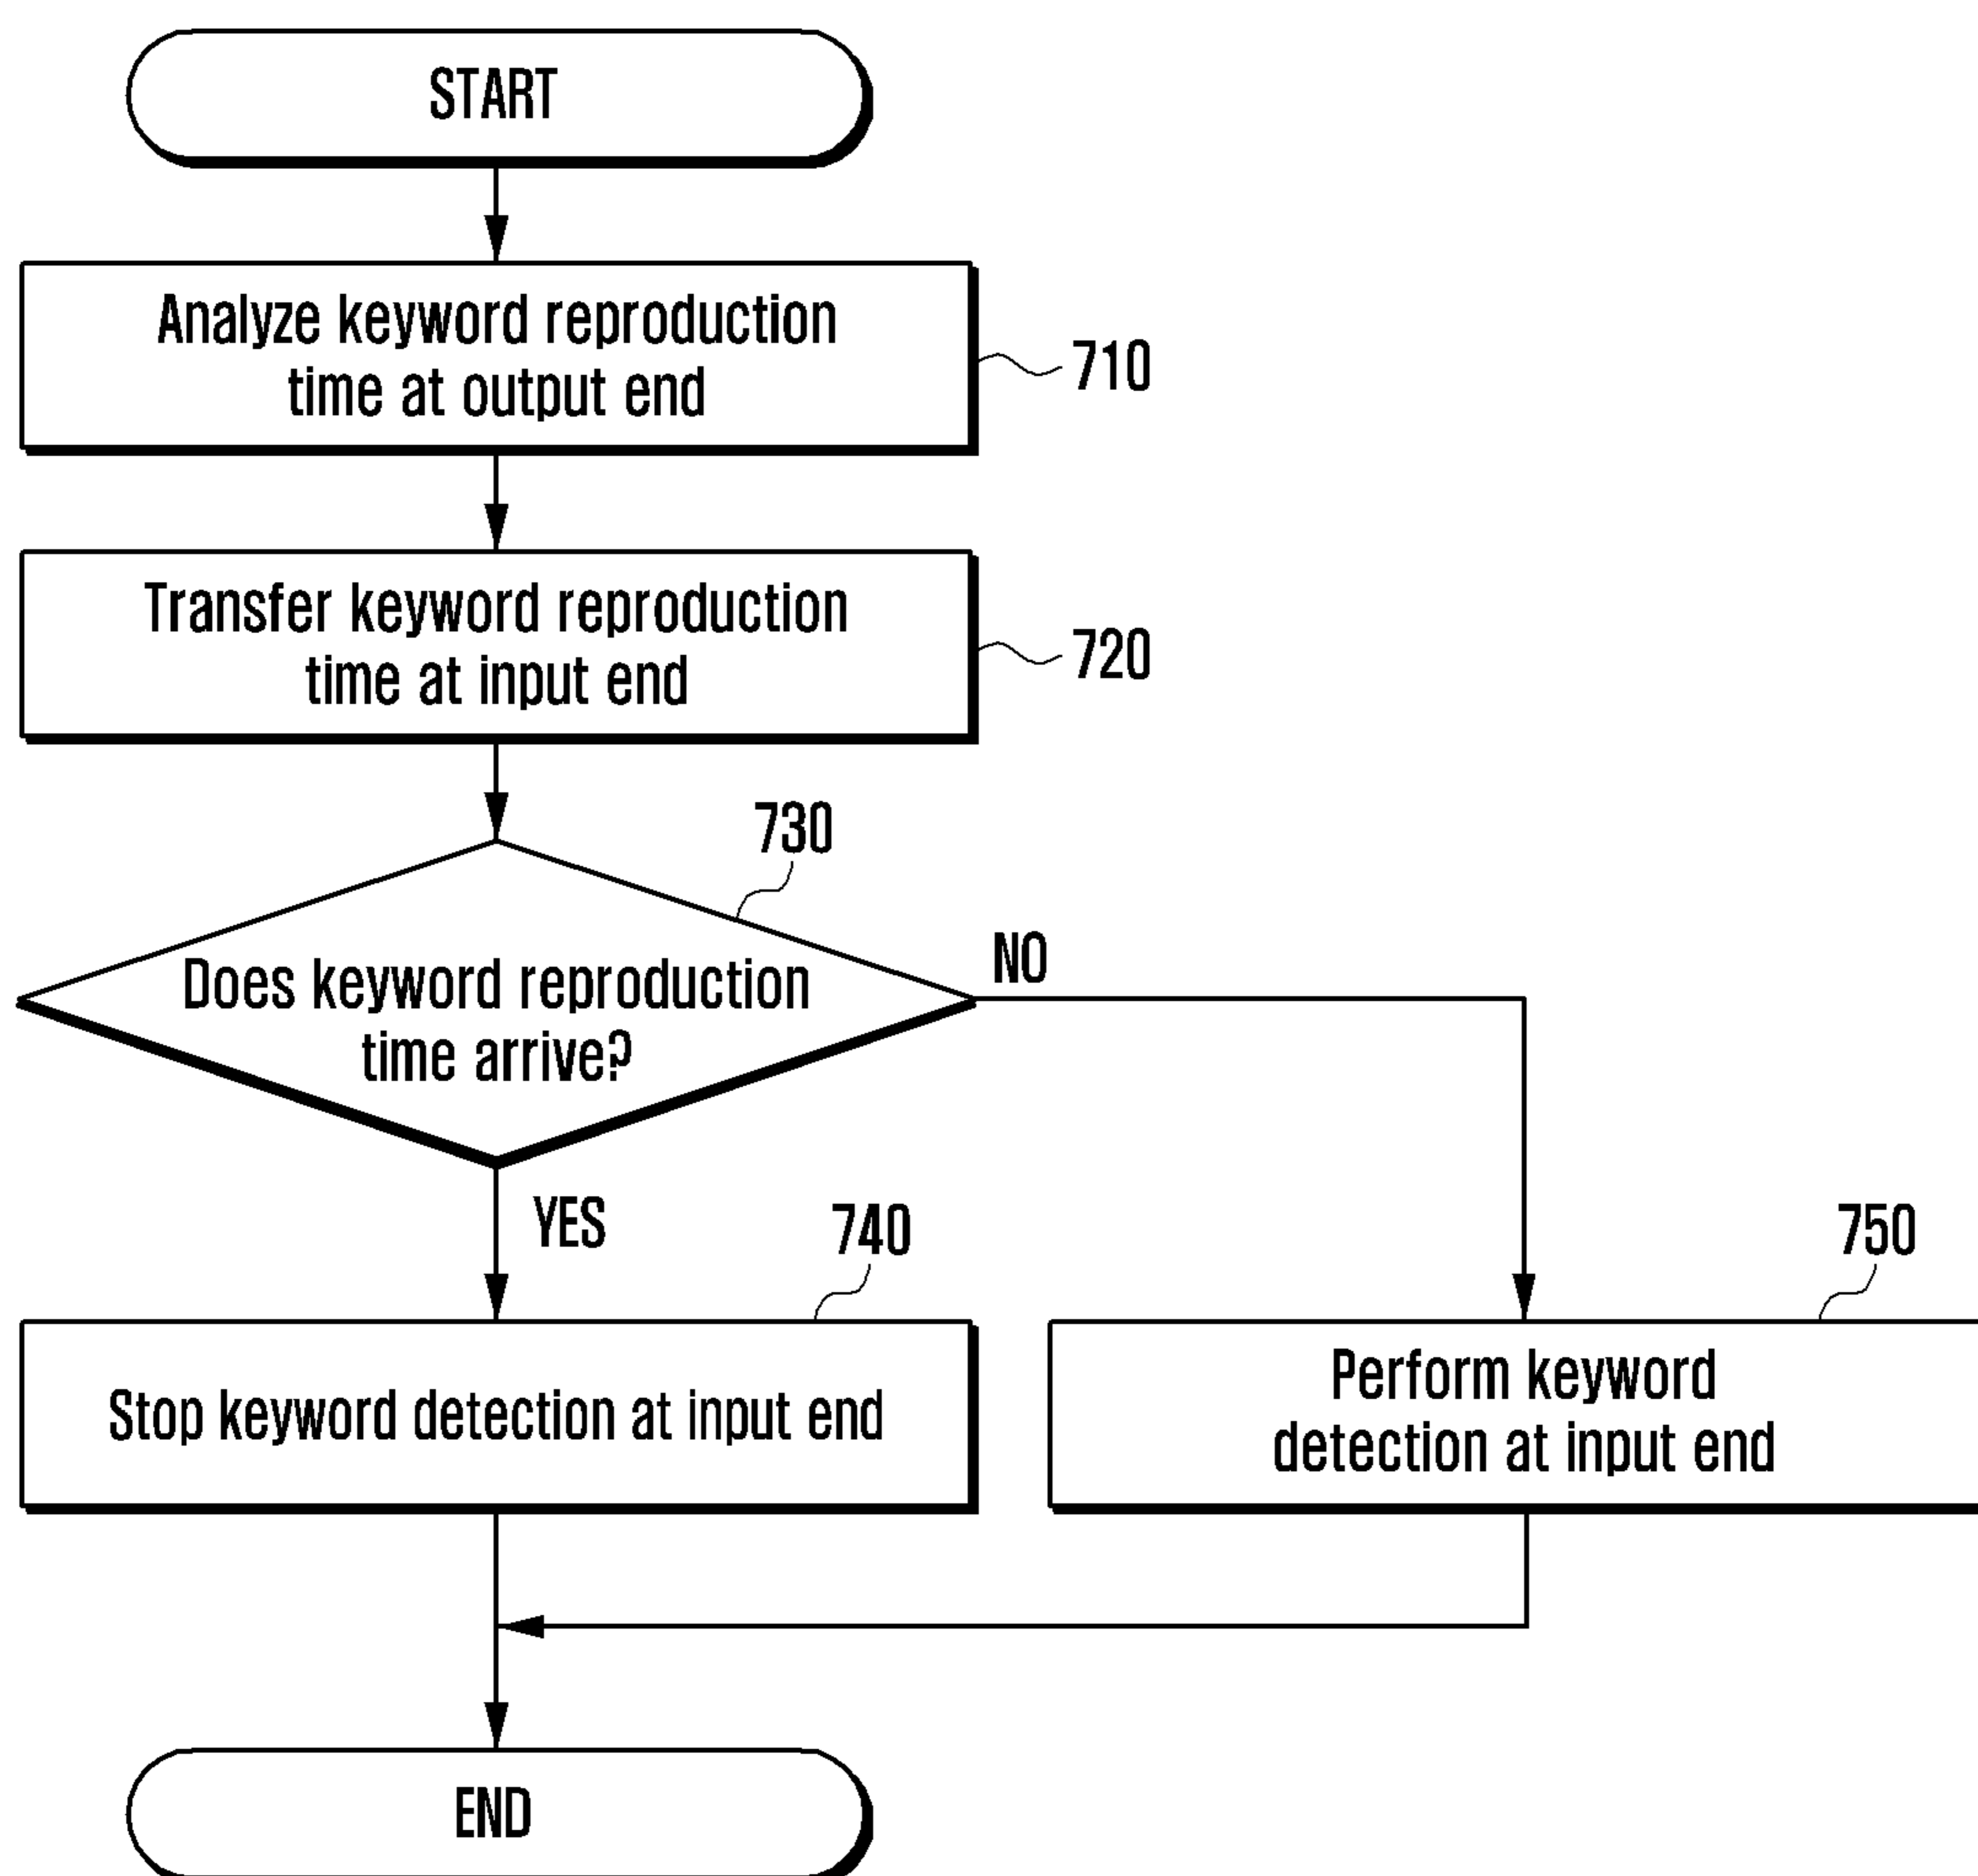 START
Analyze keyword reproduction
time at output end
710
Transfer keyword reproduction
time at input end
720
730
Does keyword reproduction
time arrive?
NO
YES
740
750
Stop keyword detection at input end
Perform keyword
detection at input end
END